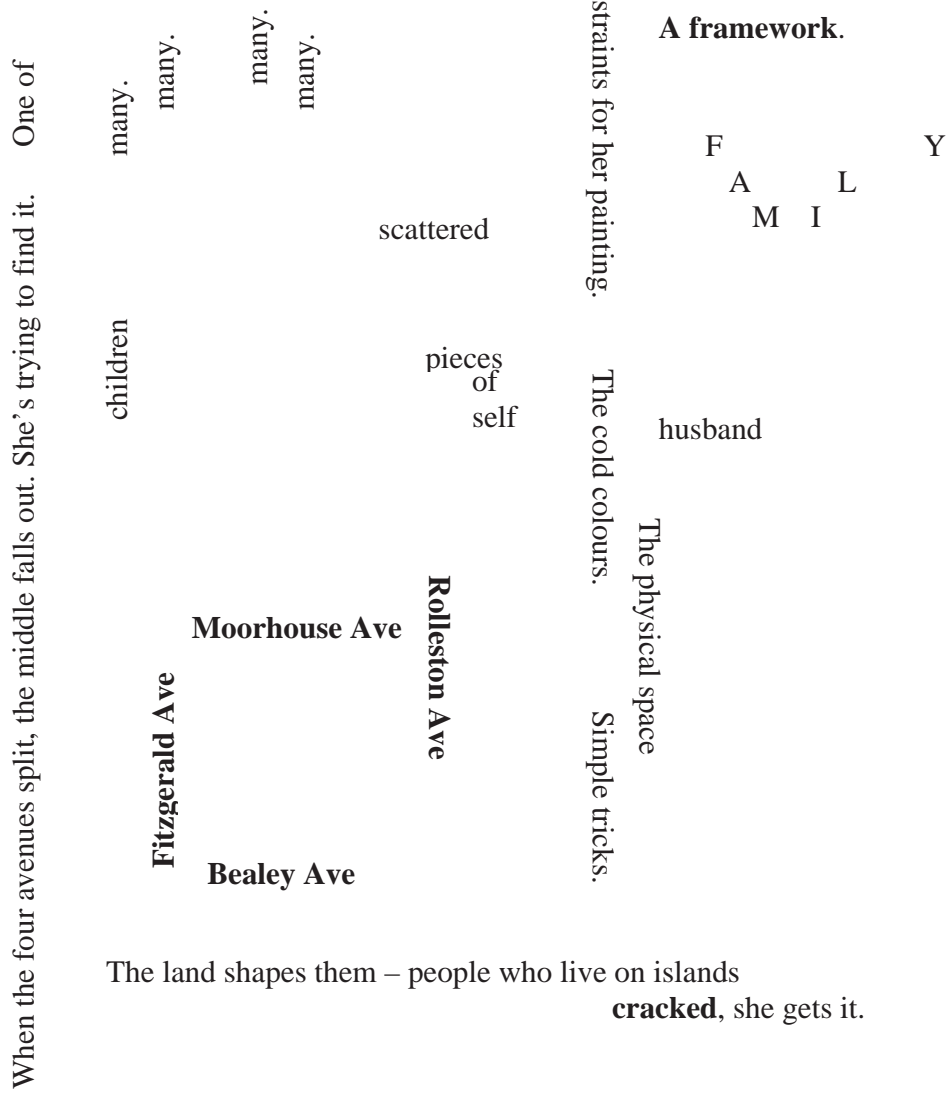 When the four avenues split, the middle falls out. She’s trying to find it. One of
many.
many.
many.
many.
straints for her painting.
A framework.
F A M I L Y
scattered
children
pieces
of
self
The cold colours.
husband
The physical space
Moorhouse Ave
Rolleston Ave
Fitzgerald Ave
Bealey Ave
Simple tricks.
The land shapes them – people who live on islands
cracked, she gets it.